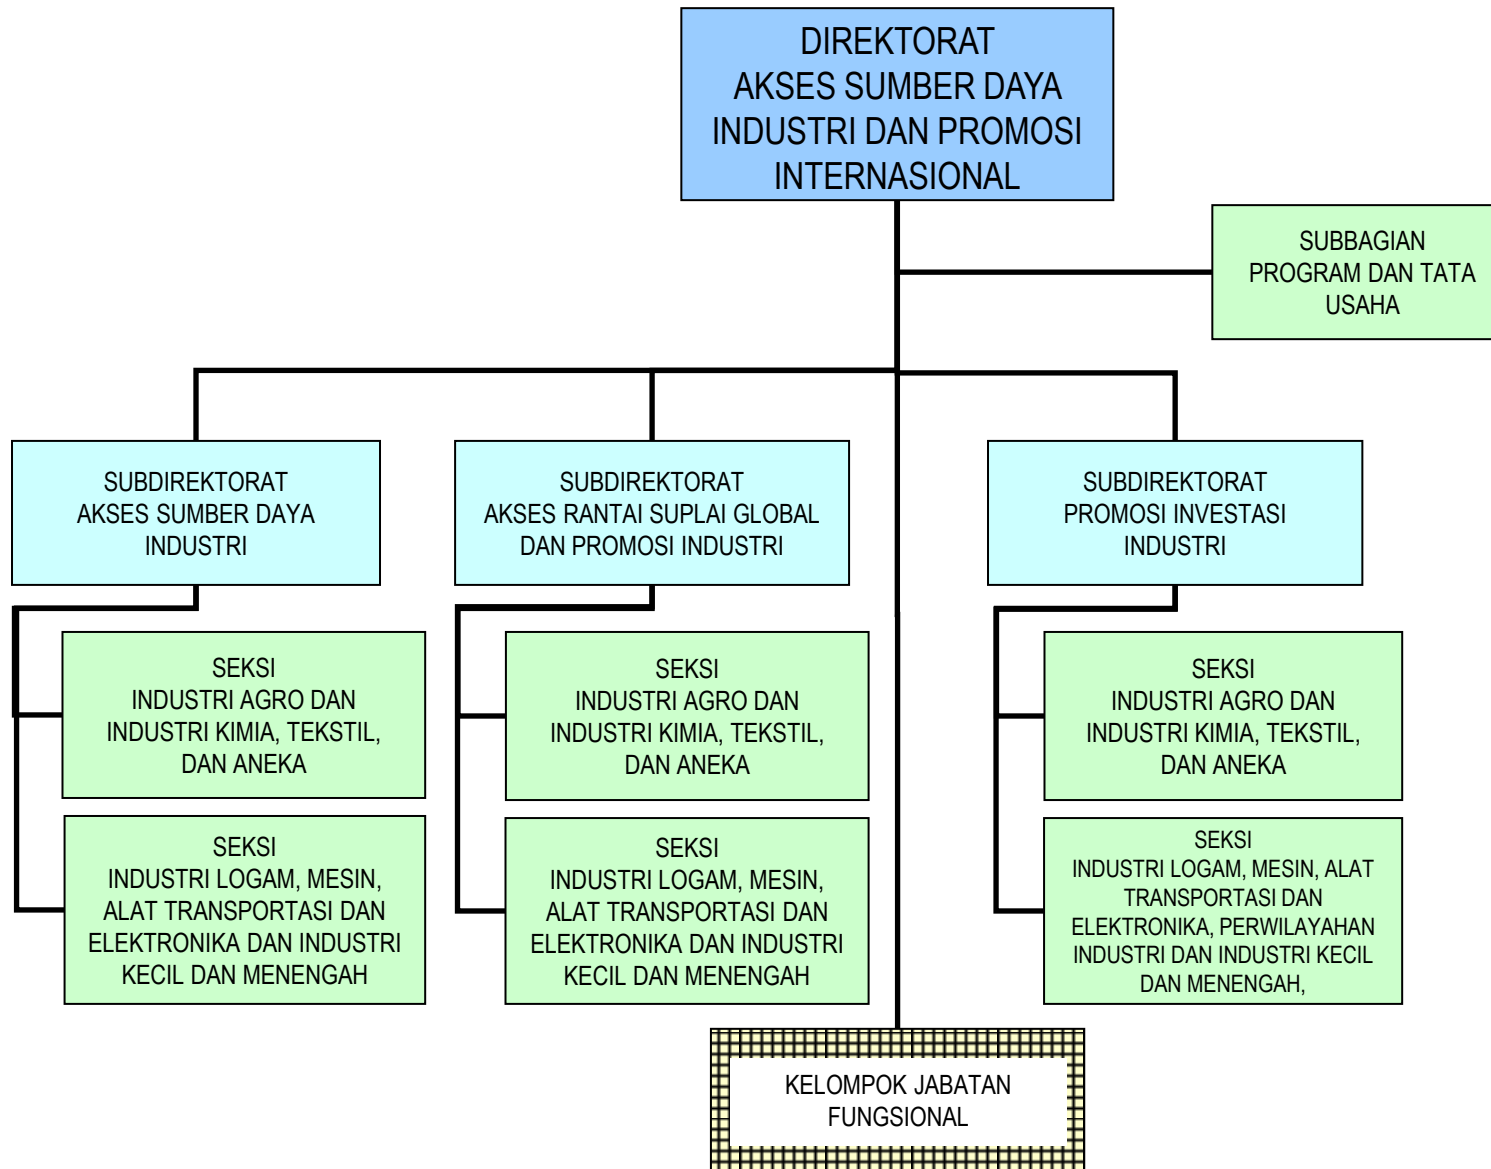 DIREKTORAT
AKSES SUMBER DAYA
INDUSTRI DAN PROMOSI
INTERNASIONAL
SUBBAGIAN
PROGRAM DAN TATA
USAHA
SUBDIREKTORAT
AKSES SUMBER DAYA
INDUSTRI
SUBDIREKTORAT
AKSES RANTAI SUPLAI GLOBAL
DAN PROMOSI INDUSTRI
SUBDIREKTORAT
PROMOSI INVESTASI
INDUSTRI
SEKSI
INDUSTRI AGRO DAN
INDUSTRI KIMIA, TEKSTIL,
DAN ANEKA
SEKSI
INDUSTRI AGRO DAN
INDUSTRI KIMIA, TEKSTIL,
DAN ANEKA
SEKSI
INDUSTRI AGRO DAN
INDUSTRI KIMIA, TEKSTIL,
DAN ANEKA
SEKSI
INDUSTRI LOGAM, MESIN,
ALAT TRANSPORTASI DAN
ELEKTRONIKA DAN INDUSTRI
KECIL DAN MENENGAH
SEKSI
INDUSTRI LOGAM, MESIN,
ALAT TRANSPORTASI DAN
ELEKTRONIKA DAN INDUSTRI
KECIL DAN MENENGAH
SEKSI
INDUSTRI LOGAM, MESIN, ALAT
TRANSPORTASI DAN
ELEKTRONIKA, PERWILAYAHAN
INDUSTRI DAN INDUSTRI KECIL
DAN MENENGAH,
KELOMPOK JABATAN
FUNGSIONAL